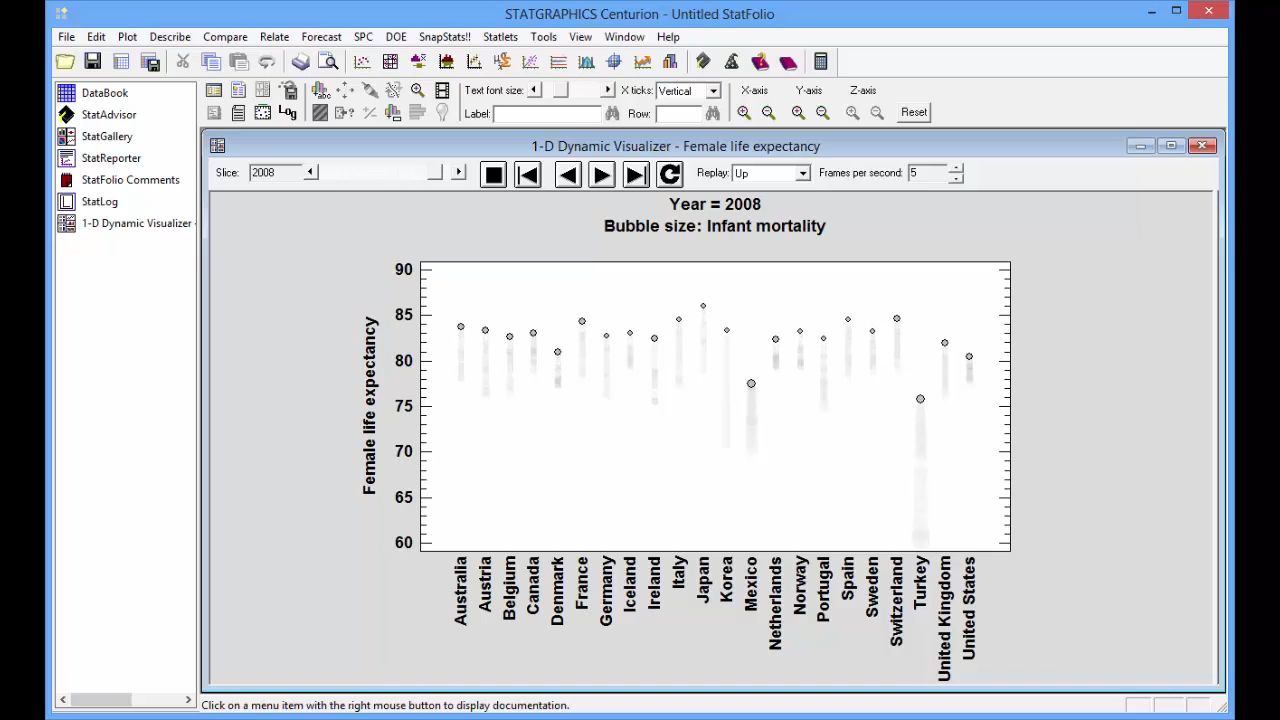 STATGRAPHICS Centurion - Untitled StatFolio
File Edit Plot Describe Compare Relate Forecast SPC DOE SnapStats!! Statlets Tools View Window Help
DataBook
StatAdvisor
StatGallery
StatReporter
StatFolio Comments
StatLog
1-D Dynamic Visualizer -
Text font size: X ticks: Vertical X-axis Y-axis Z-axis
Log Label: Row: Reset
1-D Dynamic Visualizer - Female life expectancy
Slice: 2008 Replay: Up Frames per second: 5
Year = 2008
Bubble size: Infant mortality
Female life expectancy
90
85
80
75
70
65
60
Australia
Austria
Belgium
Canada
Denmark
France
Germany
Iceland
Ireland
Italy
Japan
Korea
Mexico
Netherlands
Norway
Portugal
Spain
Sweden
Switzerland
Turkey
United Kingdom
United States
Click on a menu item with the right mouse button to display documentation.